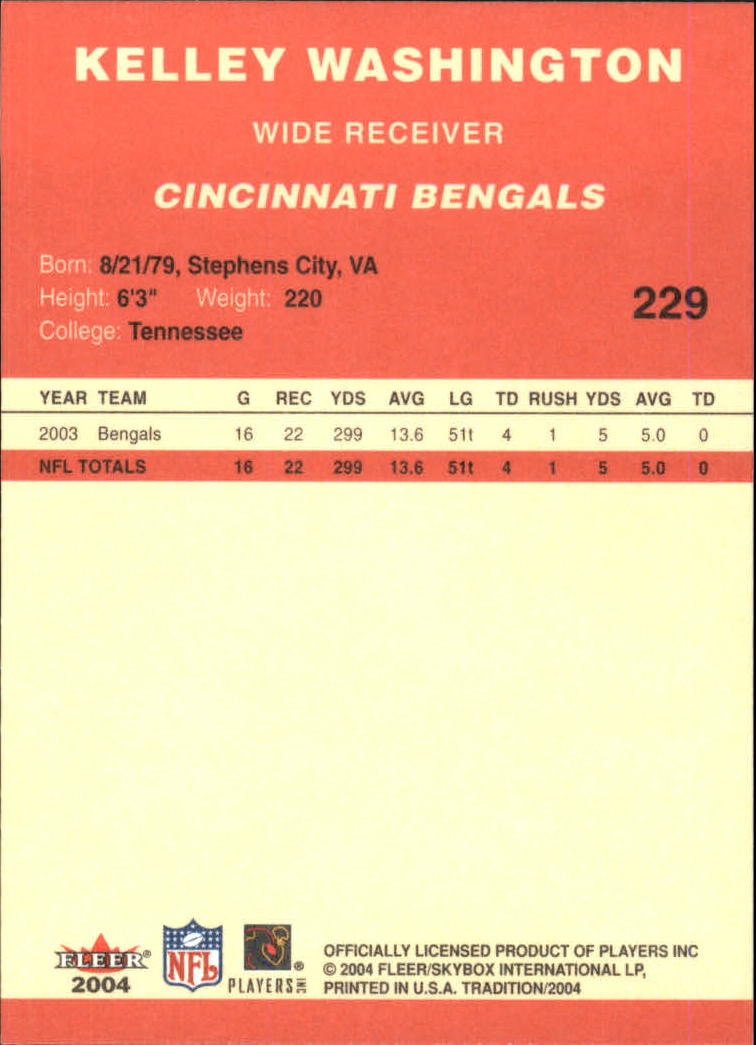 KELLEY WASHINGTON
WIDE RECEIVER
CINCINNATI BENGALS
Born: 8/21/79, Stephens City, VA
Height: 6'3" Weight: 220
229
College: Tennessee
YEAR TEAM G REC YDS AVG LG TD RUSH YDS AVG TD
2003 Bengals 16 22 299 13.6 51t 4 1 5 5.0 0
NFL TOTALS 16 22 299 13.6 51t 4 1 5 5.0 0
FLEER®
2004
NFL
®
PLAYERS INC
OFFICIALLY LICENSED PRODUCT OF PLAYERS INC
© 2004 FLEER/SKYBOX INTERNATIONAL LP,
PRINTED IN U.S.A. TRADITION/2004